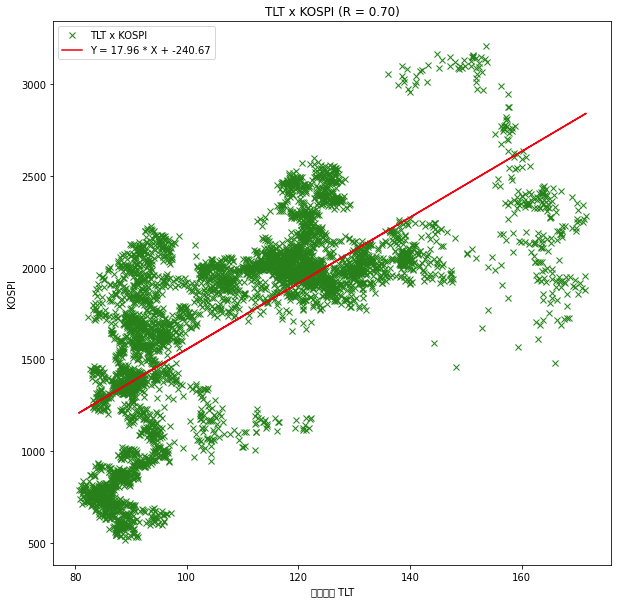 TLT x KOSPI (R = 0.70)
TLT x KOSPI
Y = 17.96 * X + -240.67
3000
2500
2000
1500
1000
500
KOSPI
80
100
120
140
160
TLT